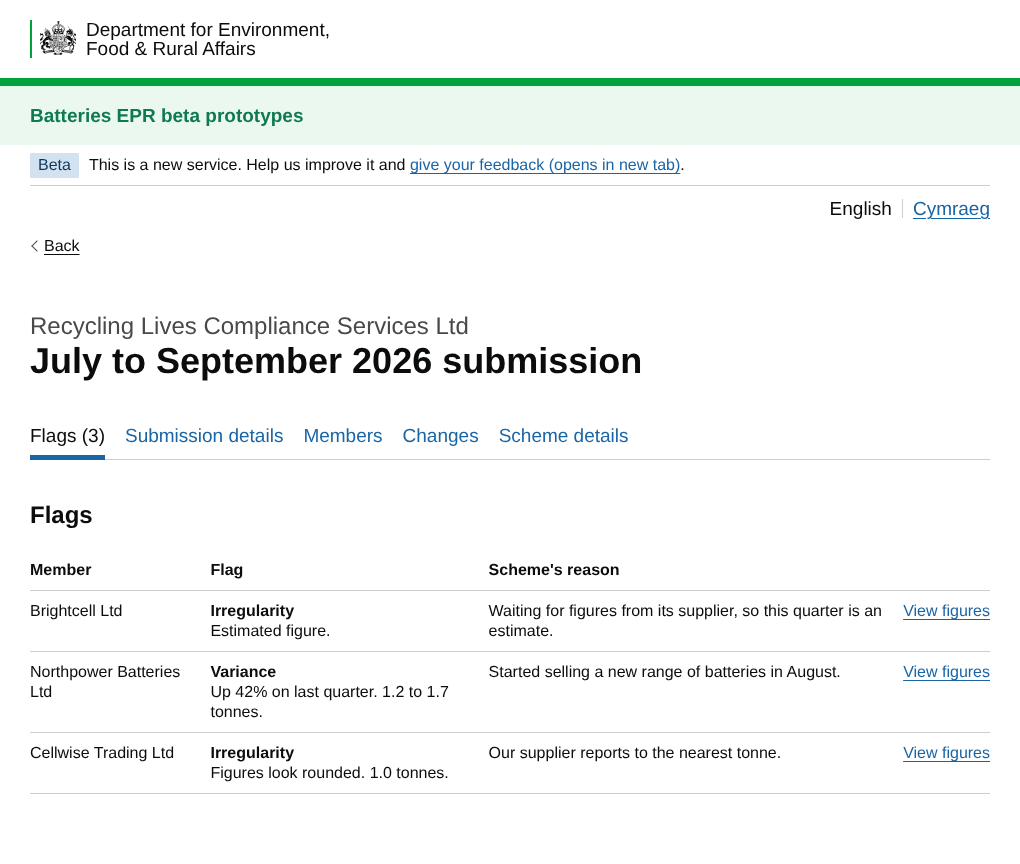 Department for Environment,
Food & Rural Affairs
Batteries EPR beta prototypes
Beta This is a new service. Help us improve it and give your feedback (opens in new tab).
English Cymraeg
Back
Recycling Lives Compliance Services Ltd
July to September 2026 submission
Flags (3) Submission details Members Changes Scheme details
Flags
Member Flag Scheme's reason
Brightcell Ltd Irregularity Waiting for figures from its supplier, so this quarter is an View figures
Estimated figure. estimate.
Northpower Batteries Variance Started selling a new range of batteries in August. View figures
Ltd Up 42% on last quarter. 1.2 to 1.7
tonnes.
Cellwise Trading Ltd Irregularity Our supplier reports to the nearest tonne. View figures
Figures look rounded. 1.0 tonnes.